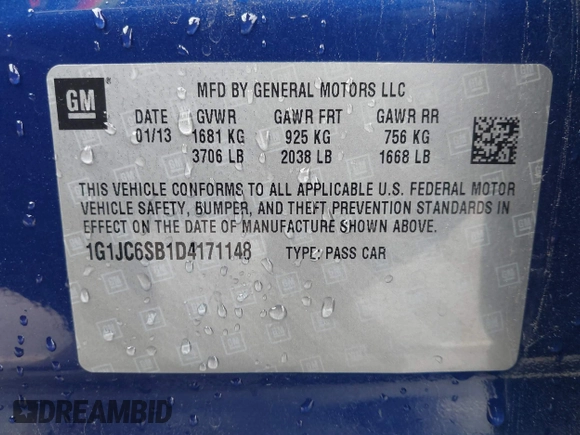 GM
MFD BY GENERAL MOTORS LLC
DATE GVWR GAWR FRT GAWR RR
01/13 1681 KG 925 KG 756 KG
3706 LB 2038 LB 1668 LB
THIS VEHICLE CONFORMS TO ALL APPLICABLE U.S. FEDERAL MOTOR
VEHICLE SAFETY, BUMPER, AND THEFT PREVENTION STANDARDS IN
EFFECT ON THE DATE OF MANUFACTURE SHOWN ABOVE.
1G1JC6SB1D4171148 TYPE: PASS CAR
DREAMBID